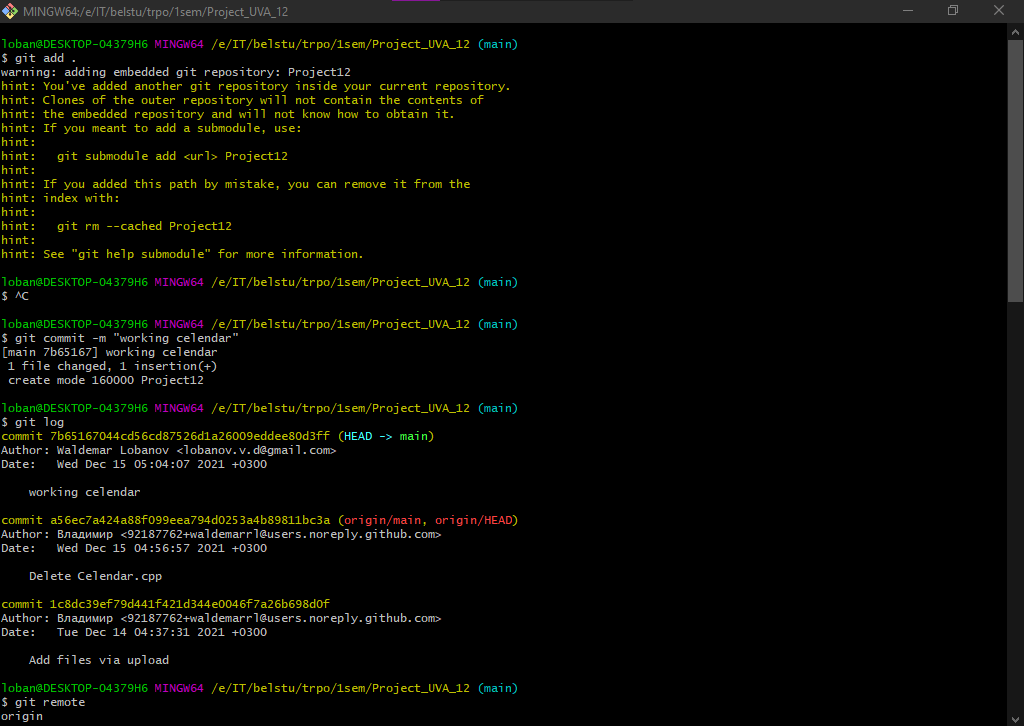 MINGW64:/e/IT/belstu/trpo/1sem/Project_UVA_12
loban@DESKTOP-O4379H6 MINGW64 /e/IT/belstu/trpo/1sem/Project_UVA_12 (main)
$ git add .
warning: adding embedded git repository: Project12
hint: You've added another git repository inside your current repository.
hint: Clones of the outer repository will not contain the contents of
hint: the embedded repository and will not know how to obtain it.
hint: If you meant to add a submodule, use:
hint:
hint:   git submodule add <url> Project12
hint:
hint: If you added this path by mistake, you can remove it from the
hint: index with:
hint:
hint:   git rm --cached Project12
hint:
hint: See "git help submodule" for more information.
loban@DESKTOP-O4379H6 MINGW64 /e/IT/belstu/trpo/1sem/Project_UVA_12 (main)
$ ^C
loban@DESKTOP-O4379H6 MINGW64 /e/IT/belstu/trpo/1sem/Project_UVA_12 (main)
$ git commit -m "working celendar"
[main 7b65167] working celendar
 1 file changed, 1 insertion(+)
 create mode 160000 Project12
loban@DESKTOP-O4379H6 MINGW64 /e/IT/belstu/trpo/1sem/Project_UVA_12 (main)
$ git log
commit 7b65167044cd56cd87526d1a26009eddee80d3ff (HEAD -> main)
Author: Waldemar Lobanov <lobanov.v.d@gmail.com>
Date:   Wed Dec 15 05:04:07 2021 +0300
    working celendar
commit a56ec7a424a88f099eea794d0253a4b89811bc3a (origin/main, origin/HEAD)
Author: Владимир <92187762+waldemarrl@users.noreply.github.com>
Date:   Wed Dec 15 04:56:57 2021 +0300
    Delete Celendar.cpp
commit 1c8dc39ef79d441f421d344e0046f7a26b698d0f
Author: Владимир <92187762+waldemarrl@users.noreply.github.com>
Date:   Tue Dec 14 04:37:31 2021 +0300
    Add files via upload
loban@DESKTOP-O4379H6 MINGW64 /e/IT/belstu/trpo/1sem/Project_UVA_12 (main)
$ git remote
origin